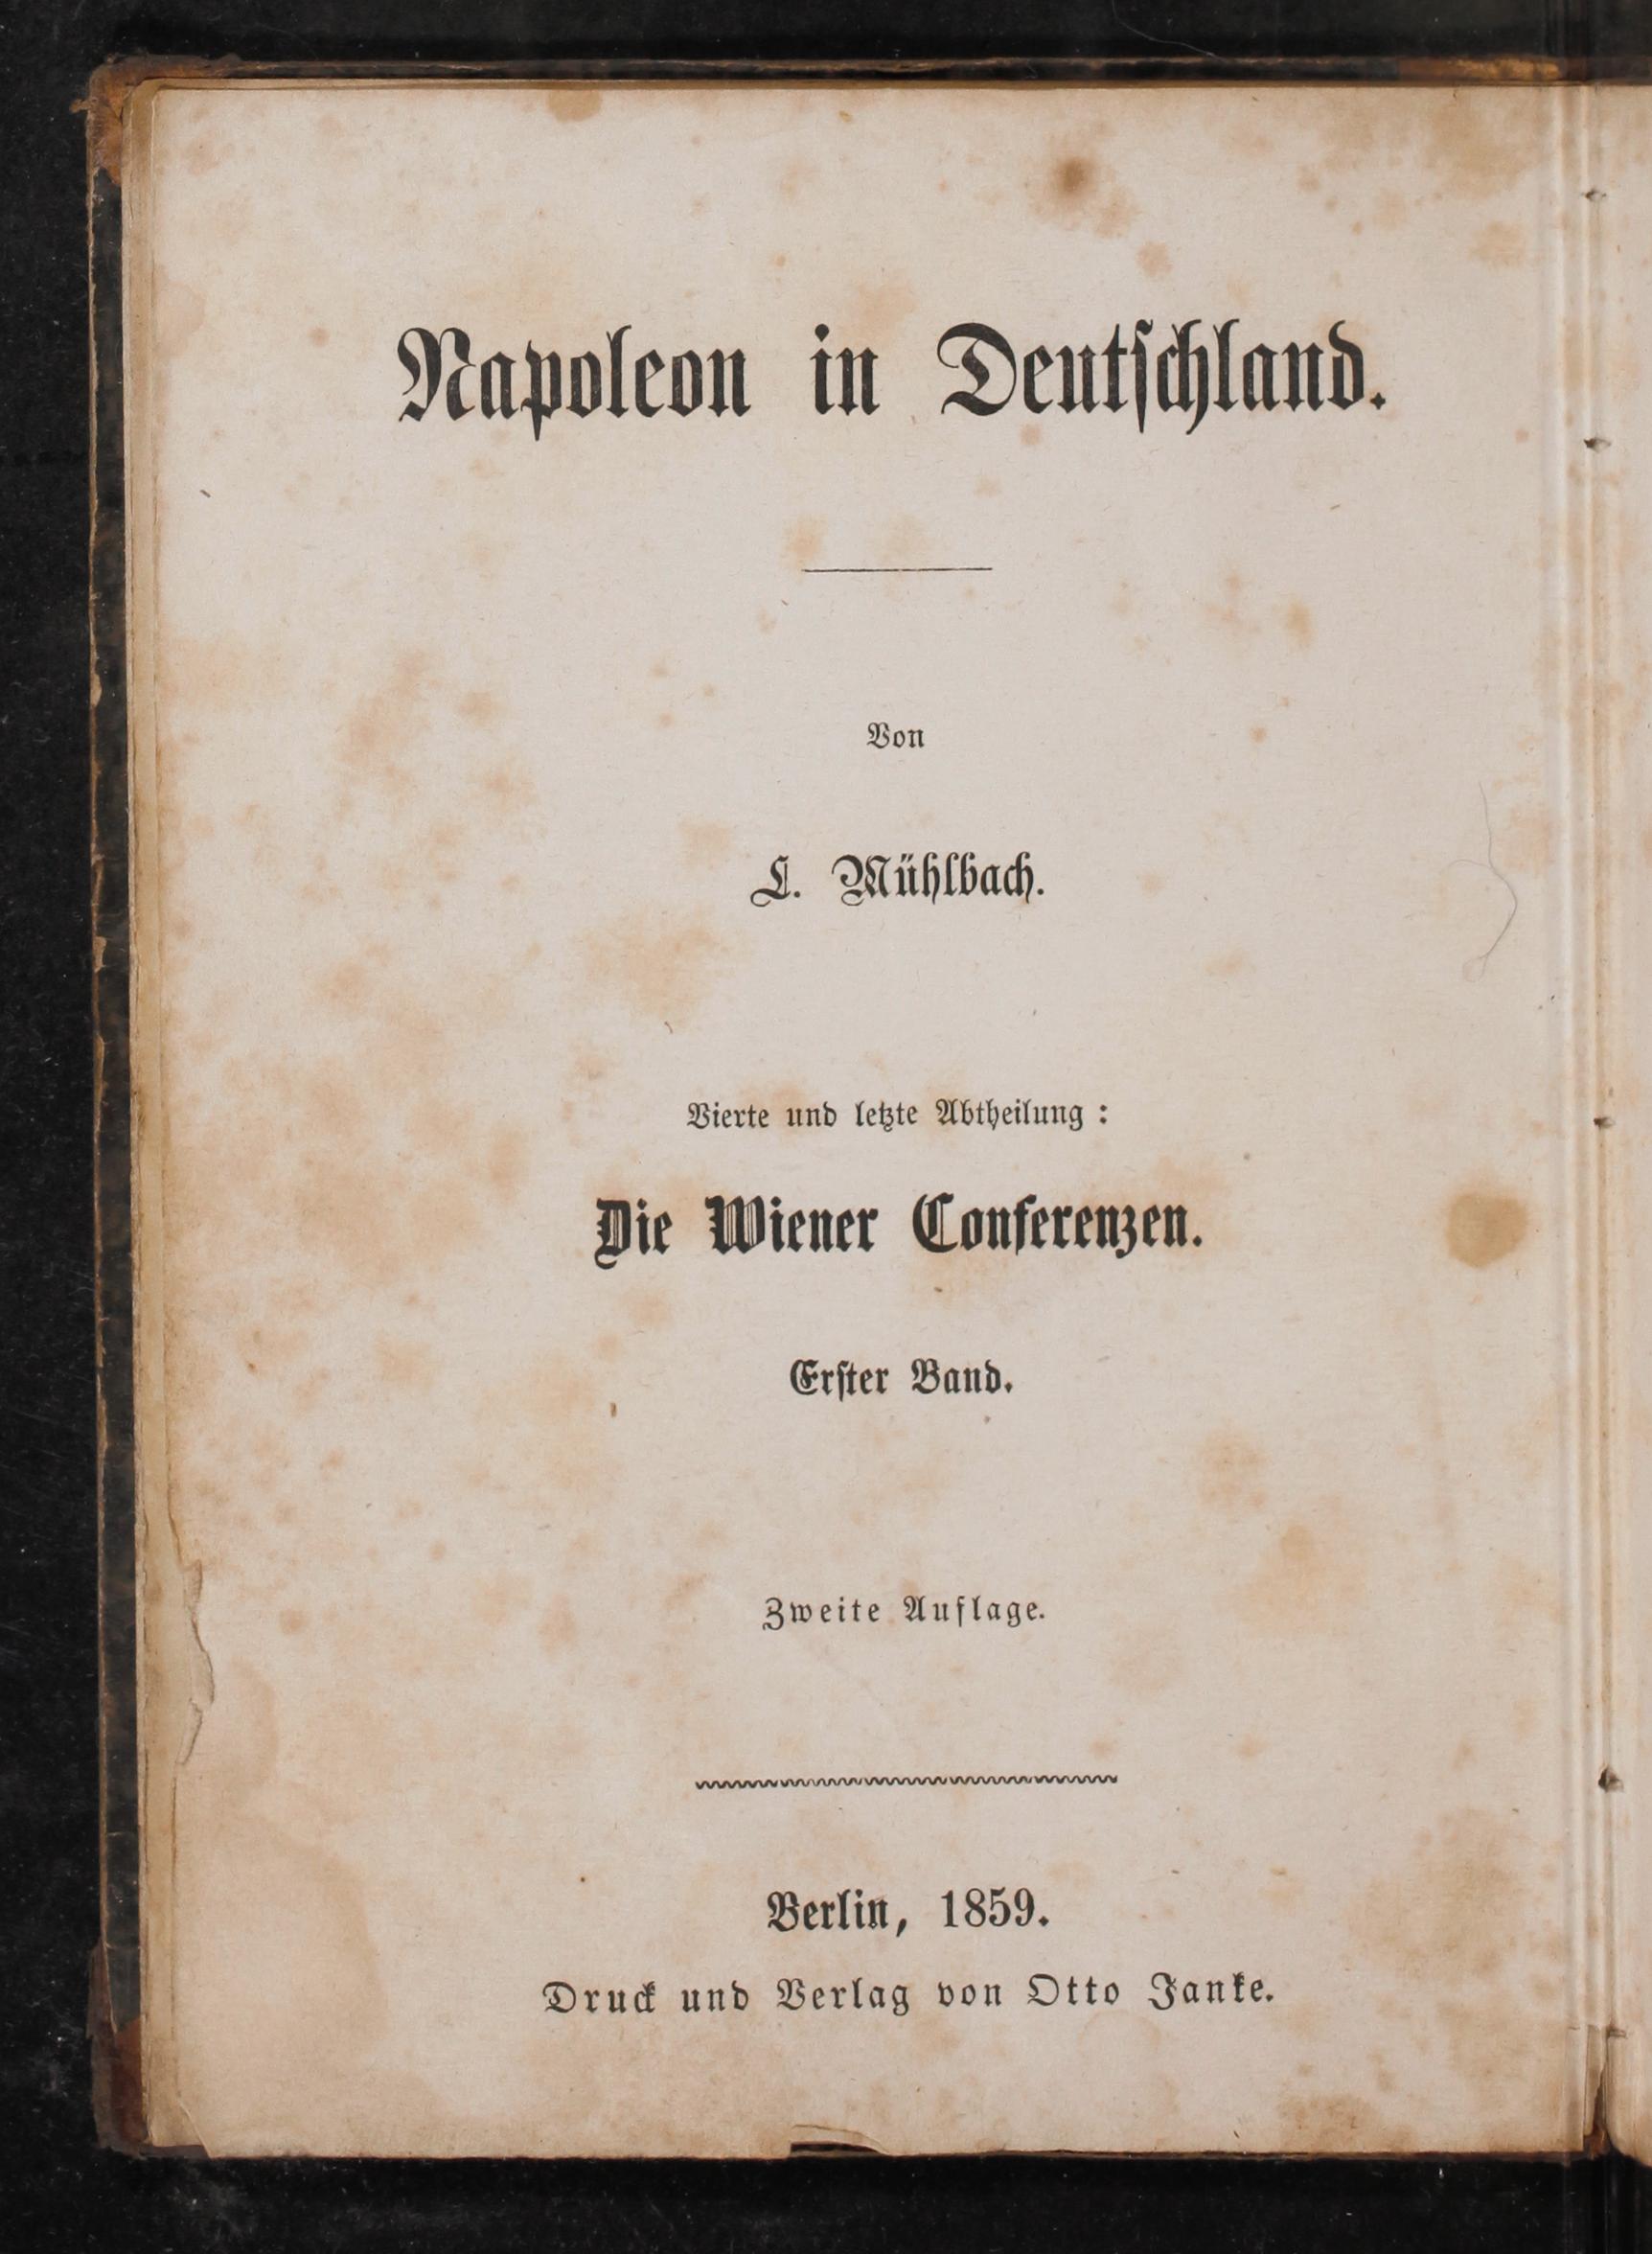 Napoleon in Deutschland.
Von
L. Mühlbach.
Vierte und letzte Abtheilung:
Die Wiener Conferenzen.
Erster Band.
Zweite Auflage.
Berlin, 1859.
Druck und Verlag von Otto Janke.